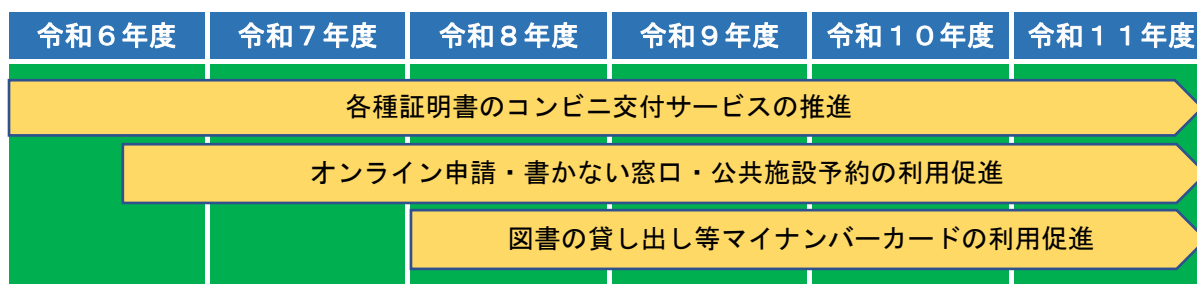 令和６年度 令和７年度 令和８年度 令和９年度 令和１０年度 令和１１年度
各種証明書のコンビニ交付サービスの推進
オンライン申請・書かない窓口・公共施設予約の利用促進
図書の貸し出し等マイナンバーカードの利用促進